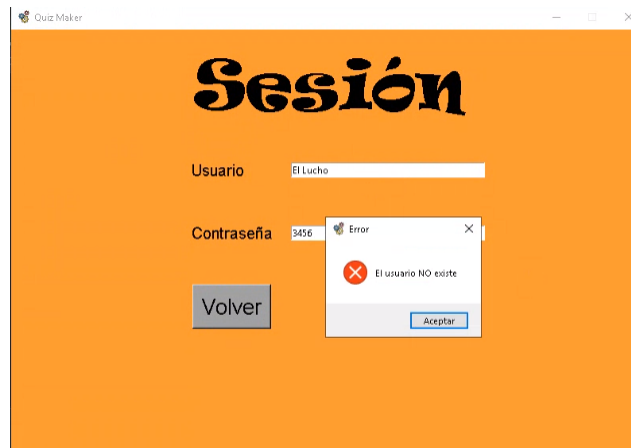 Quiz Maker
Sesión
Usuario
El Lucho
Contraseña
3456
Error
El usuario NO existe
Volver
Aceptar